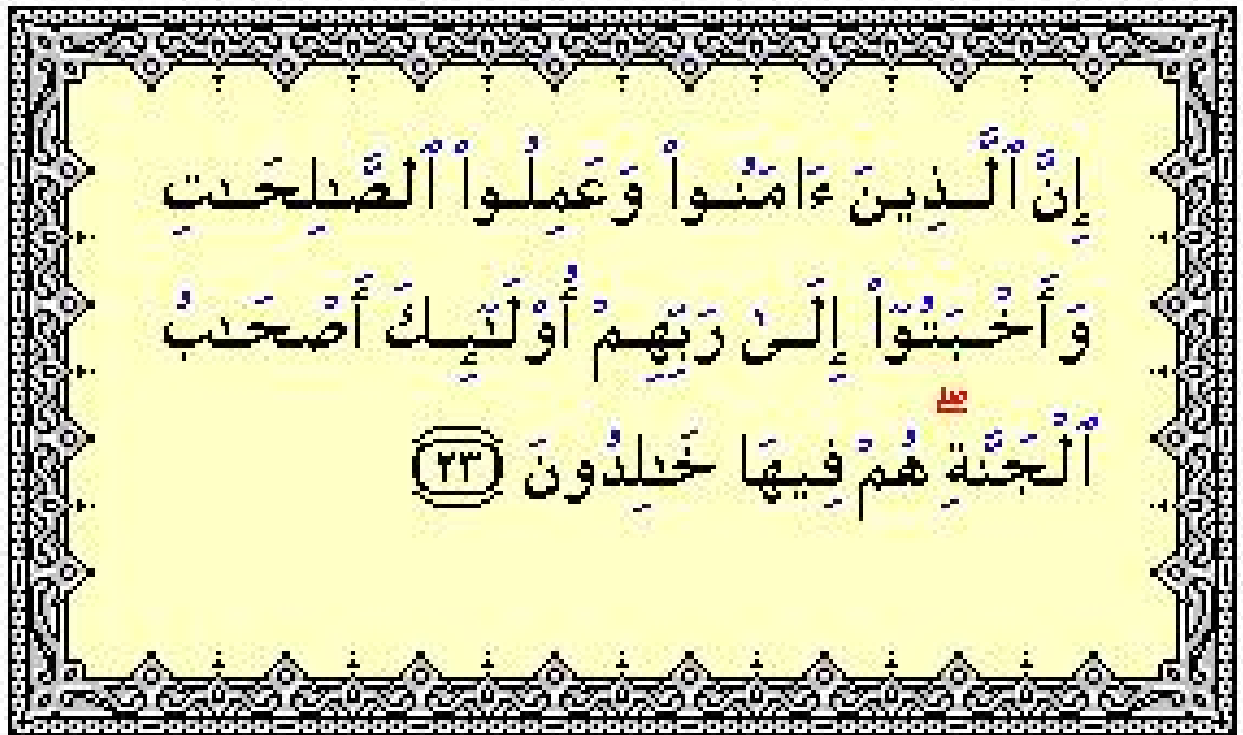 إِنَّ ٱلَّذِينَ ءَامَنُوا۟ وَعَمِلُوا۟ ٱلصَّـٰلِحَـٰتِ
وَأَخْبَتُوٓا۟ إِلَىٰ رَبِّهِمْ أُو۟لَـٰٓئِكَ أَصْحَـٰبُ
ٱلْجَنَّةِ ۖ هُمْ فِيهَا خَـٰلِدُونَ ٢٣